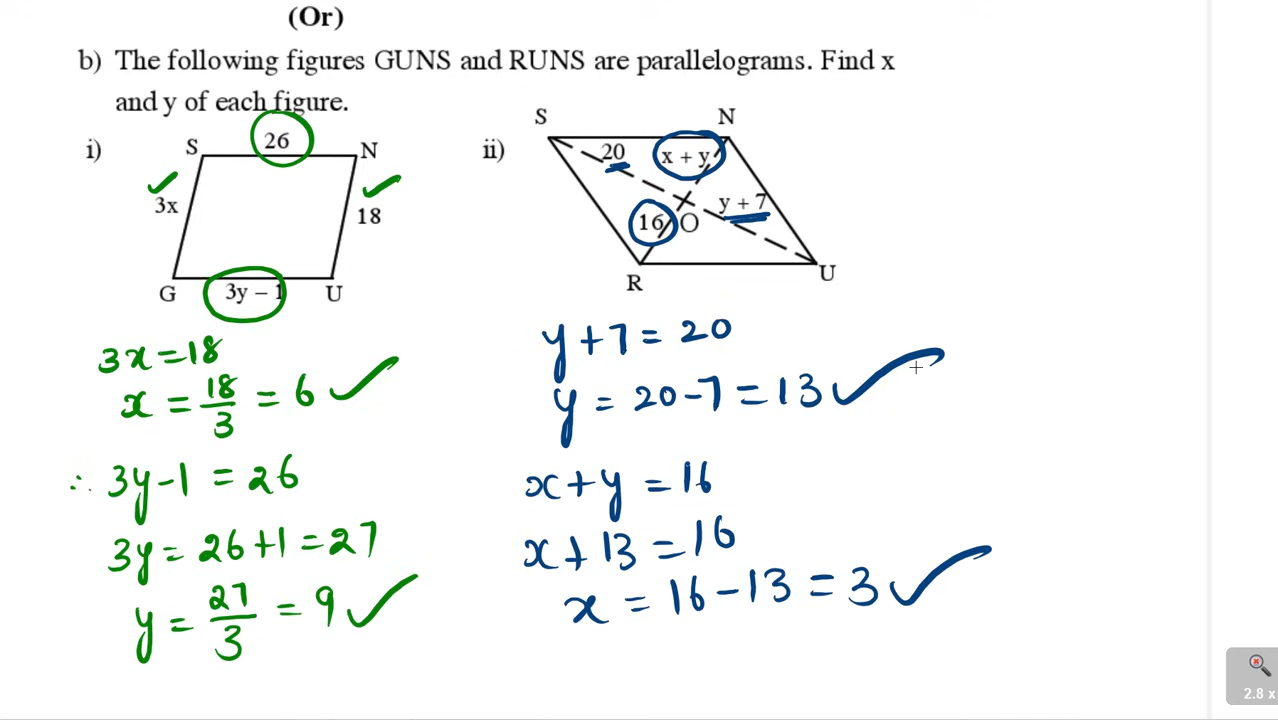 (Or)
b) The following figures GUNS and RUNS are parallelograms. Find x
and y of each figure.
i)
S
26
N
3x
18
G
3y – 1
U
ii)
S
N
20
x + y
y + 7
16
O
R
U
3x = 18
x = 18/3 = 6 ✓
∴ 3y - 1 = 26
3y = 26 + 1 = 27
y = 27/3 = 9 ✓
y + 7 = 20
y = 20 - 7 = 13 ✓
x + y = 16
x + 13 = 16
x = 16 - 13 = 3 ✓
2.8 x